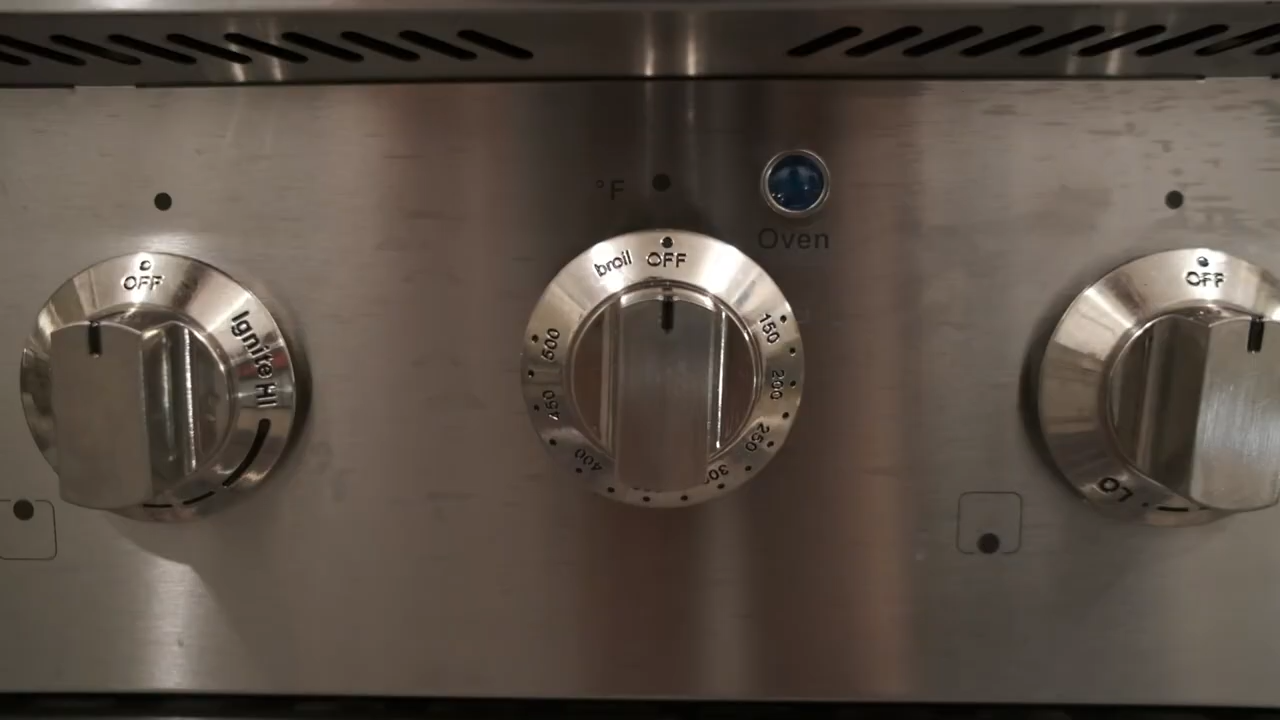 °F
Oven
OFF
Ignite HI
broil OFF
150
200
250
400
450
500
OFF
LO